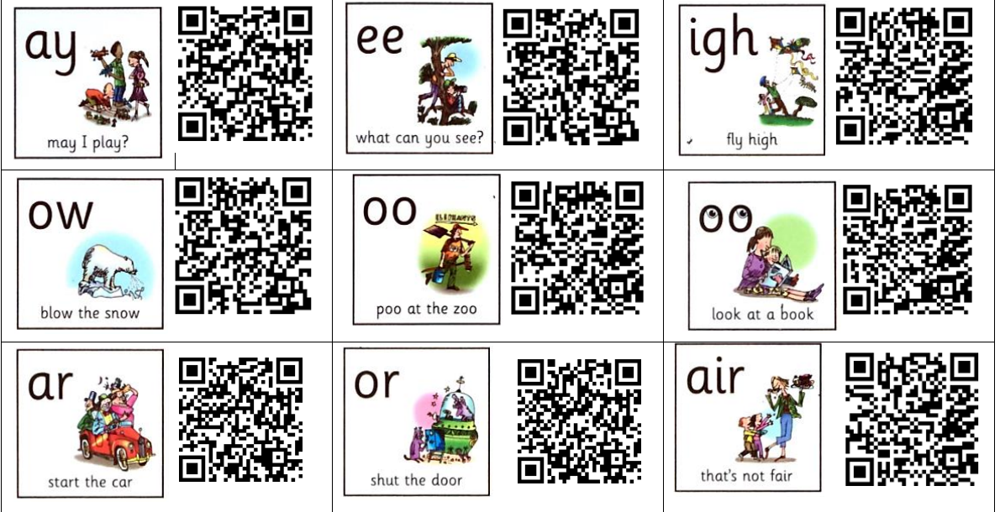 ay
may I play?
ee
what can you see?
igh
fly high
ow
blow the snow
oo
ELEPHANTS
poo at the zoo
oo
look at a book
ar
start the car
or
shut the door
air
that's not fair